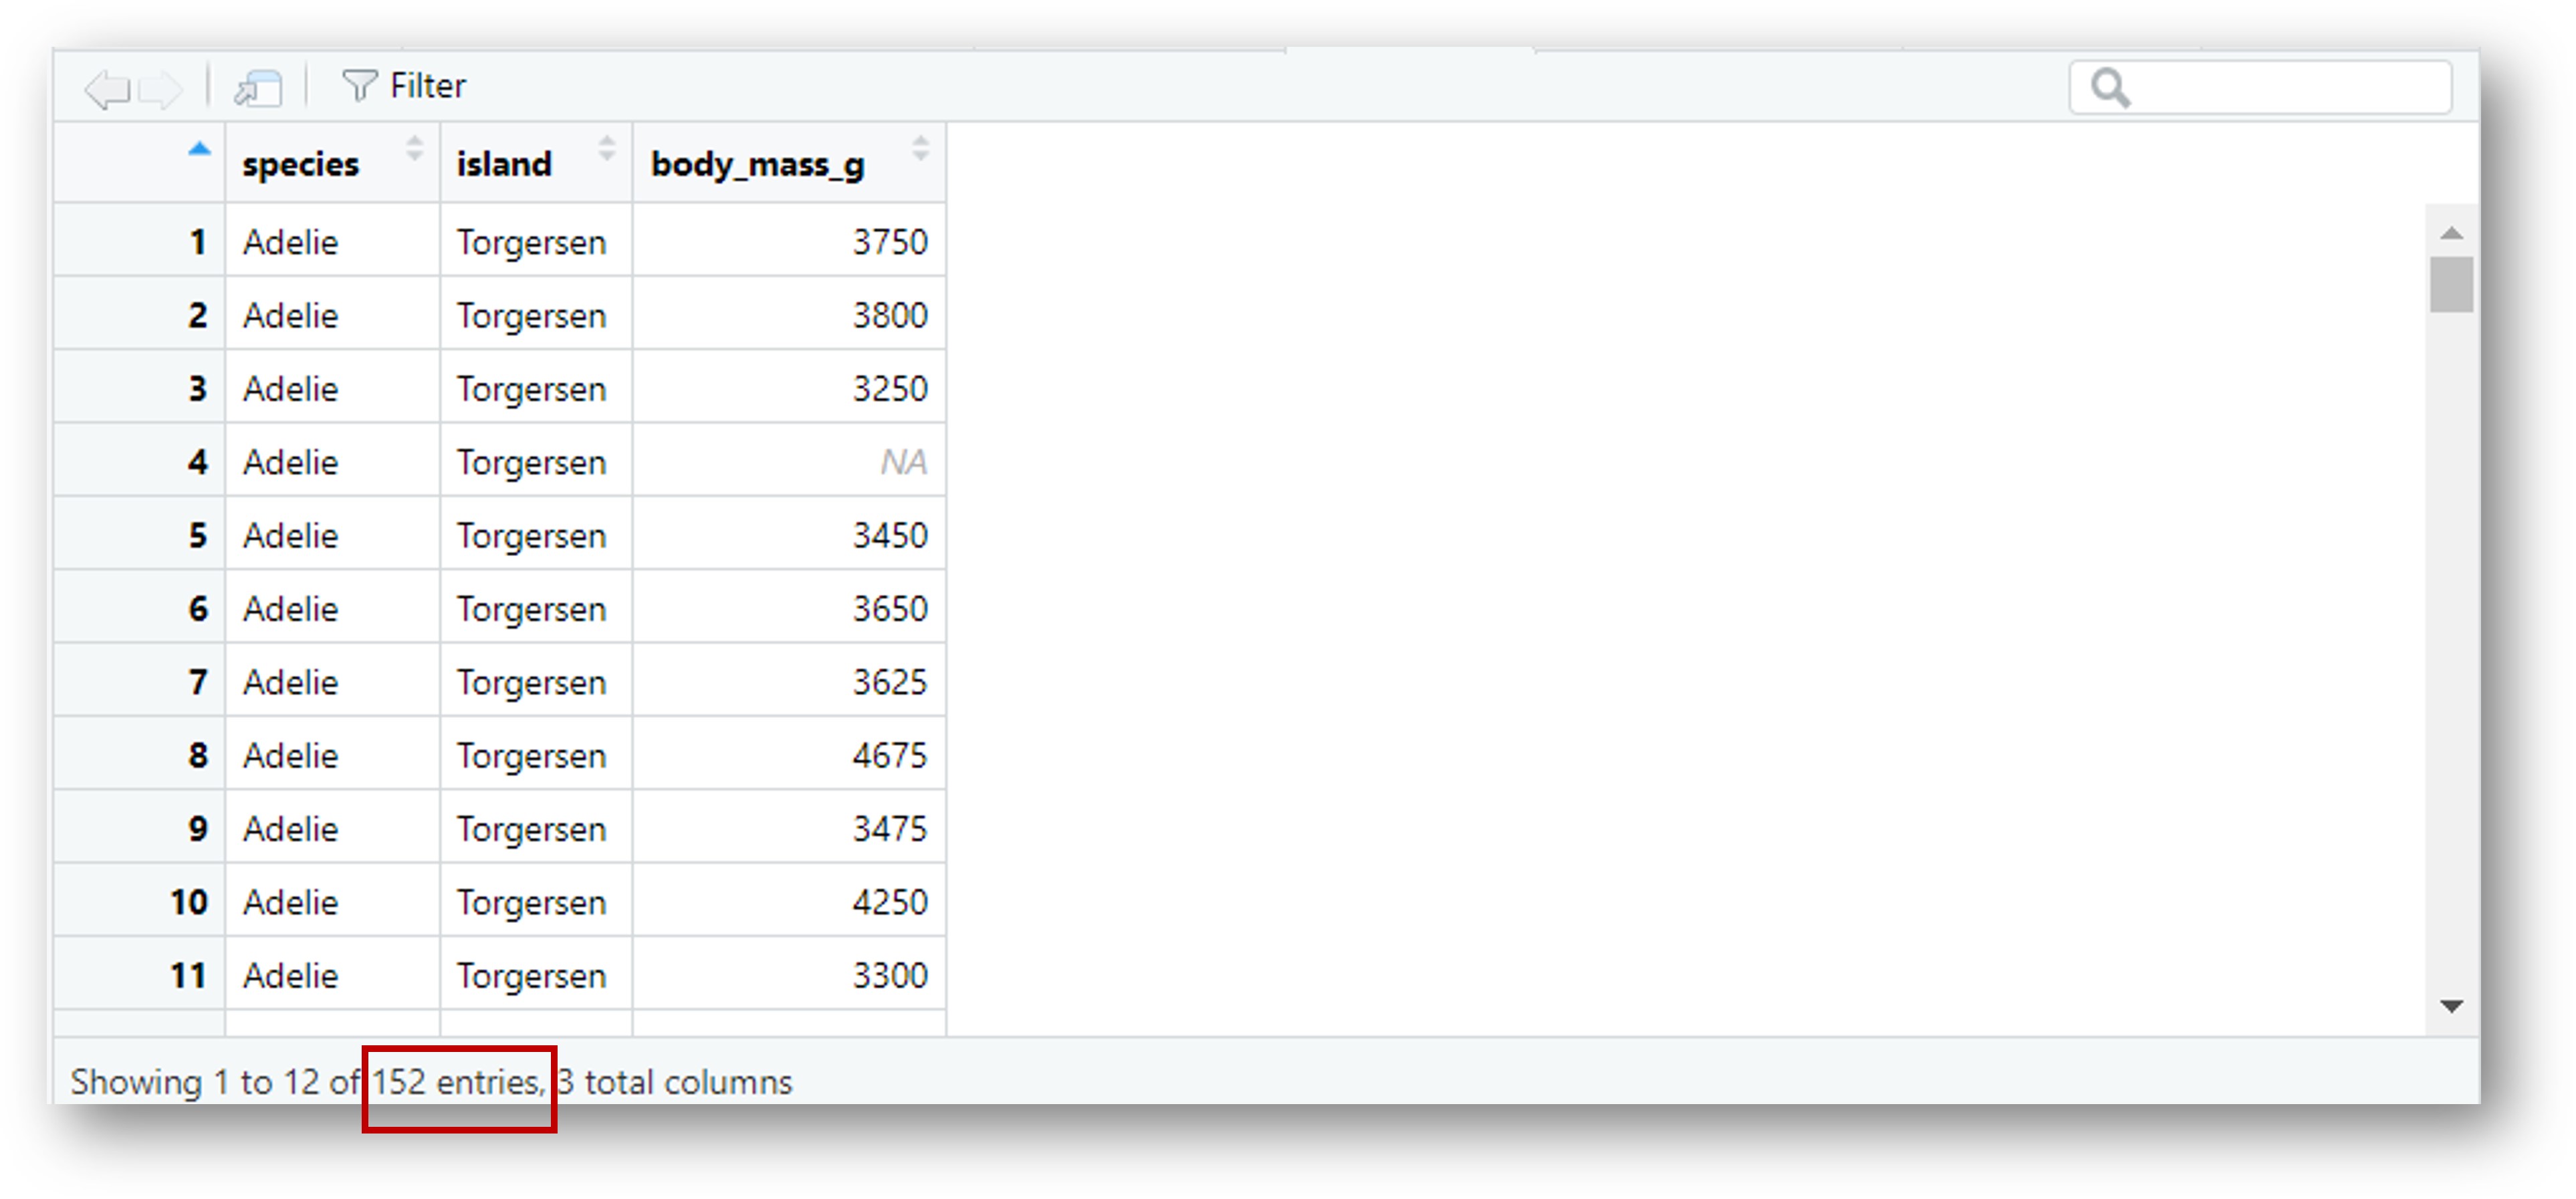 Filter
species island body_mass_g
1 Adelie Torgersen 3750
2 Adelie Torgersen 3800
3 Adelie Torgersen 3250
4 Adelie Torgersen NA
5 Adelie Torgersen 3450
6 Adelie Torgersen 3650
7 Adelie Torgersen 3625
8 Adelie Torgersen 4675
9 Adelie Torgersen 3475
10 Adelie Torgersen 4250
11 Adelie Torgersen 3300
Showing 1 to 12 of 152 entries, 3 total columns